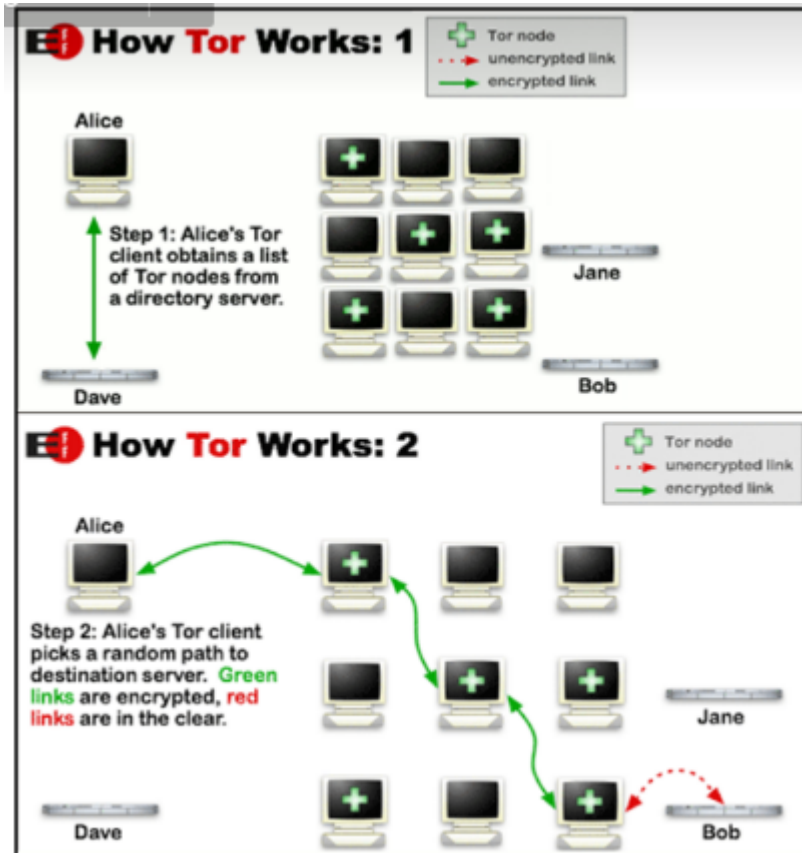 EFF How Tor Works: 1
Tor node
unencrypted link
encrypted link
Alice
Step 1: Alice's Tor
client obtains a list
of Tor nodes from
a directory server.
Jane
Dave
Bob
EFF How Tor Works: 2
Tor node
unencrypted link
encrypted link
Alice
Step 2: Alice's Tor client
picks a random path to
destination server. Green
links are encrypted, red
links are in the clear.
Jane
Dave
Bob